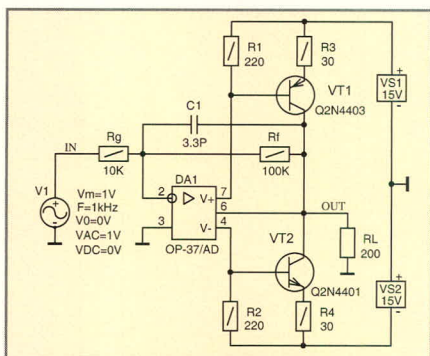 R1
220
R3
30
+
VS1
15V
-
VT1
Q2N4403
C1
3.3P
IN
Rg
10K
Rf
100K
V1
Vm=1V
F=1kHz
V0=0V
VAC=1V
VDC=0V
DA1
2
3
V+
V-
7
6
4
OP-37/AD
OUT
RL
200
VT2
Q2N4401
R2
220
R4
30
+
VS2
15V
-